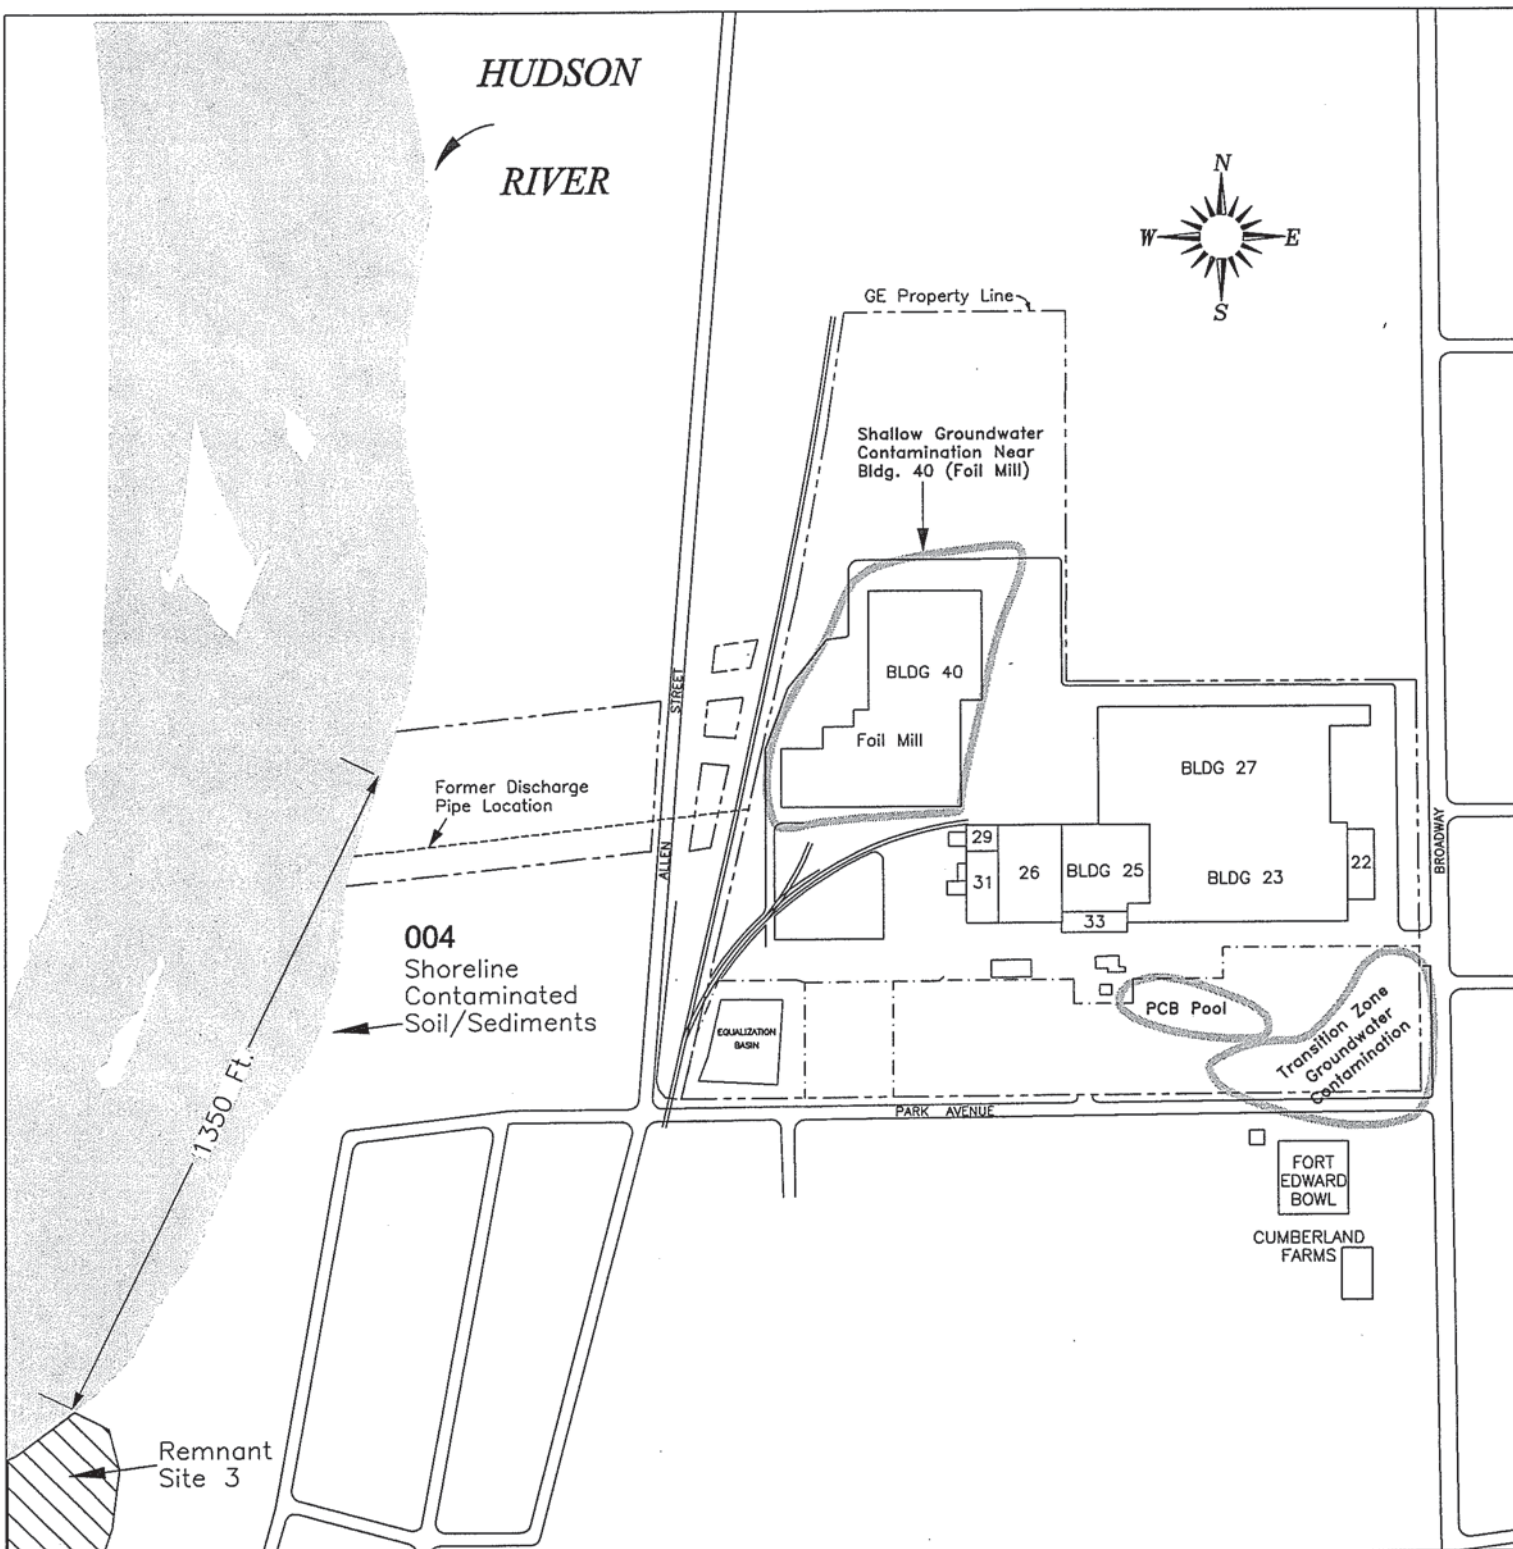 HUDSON
RIVER
N
W
E
S
GE Property Line
Shallow Groundwater
Contamination Near
Bldg. 40 (Foil Mill)
BLDG 40
Foil Mill
STREET
ALLEN
Former Discharge
Pipe Location
BLDG 27
BROADWAY
29
31
26
BLDG 25
33
BLDG 23
22
004
Shoreline
Contaminated
Soil/Sediments
1350 Ft.
EQUALIZATION
BASIN
PCB Pool
Transition Zone
Groundwater
Contamination
PARK AVENUE
FORT
EDWARD
BOWL
CUMBERLAND
FARMS
Remnant
Site 3